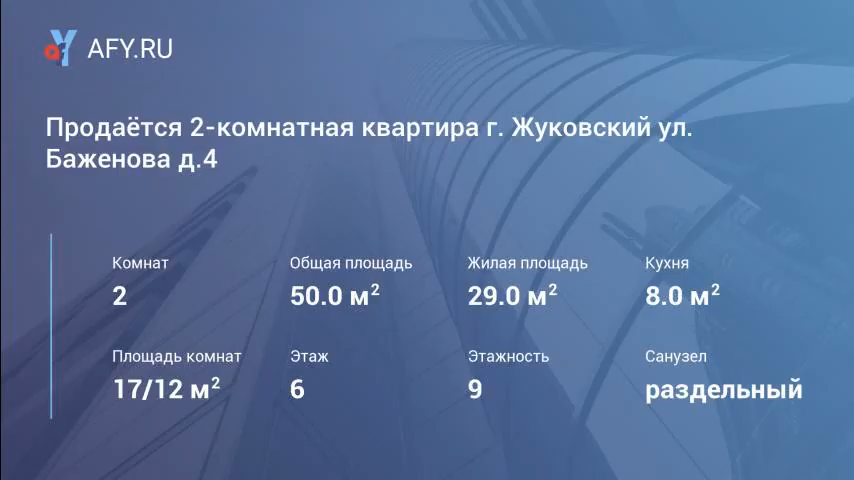 AFY.RU
Продаётся 2-комнатная квартира г. Жуковский ул.
Баженова д.4
Комнат Общая площадь Жилая площадь Кухня
2 50.0 м² 29.0 м² 8.0 м²
Площадь комнат Этаж Этажность Санузел
17/12 м² 6 9 раздельный